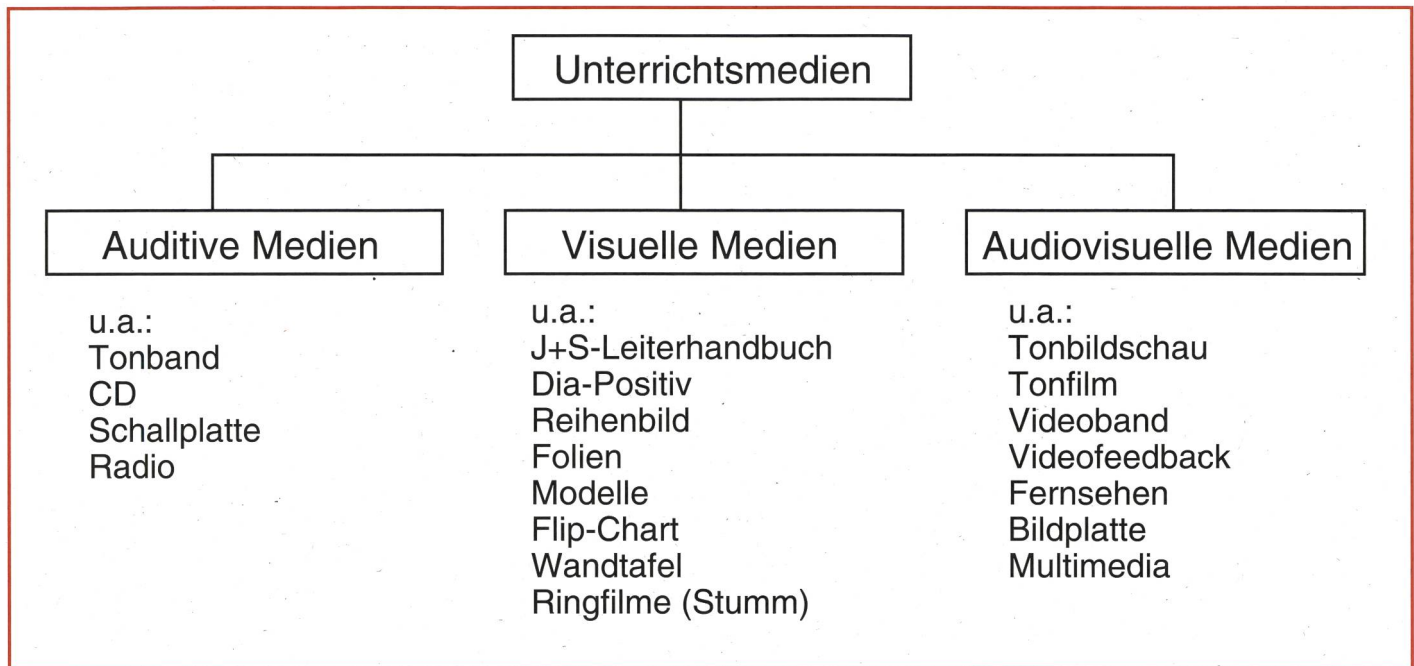 Unterrichtsmedien
Auditive Medien
u.a.:
Tonband
CD
Schallplatte
Radio
Visuelle Medien
u.a.:
J+S-Leiterhandbuch
Dia-Positiv
Reihenbild
Folien
Modelle
Flip-Chart
Wandtafel
Ringfilme (Stumm)
Audiovisuelle Medien
u.a.:
Tonbildschau
Tonfilm
Videoband
Videofeedback
Fernsehen
Bildplatte
Multimedia